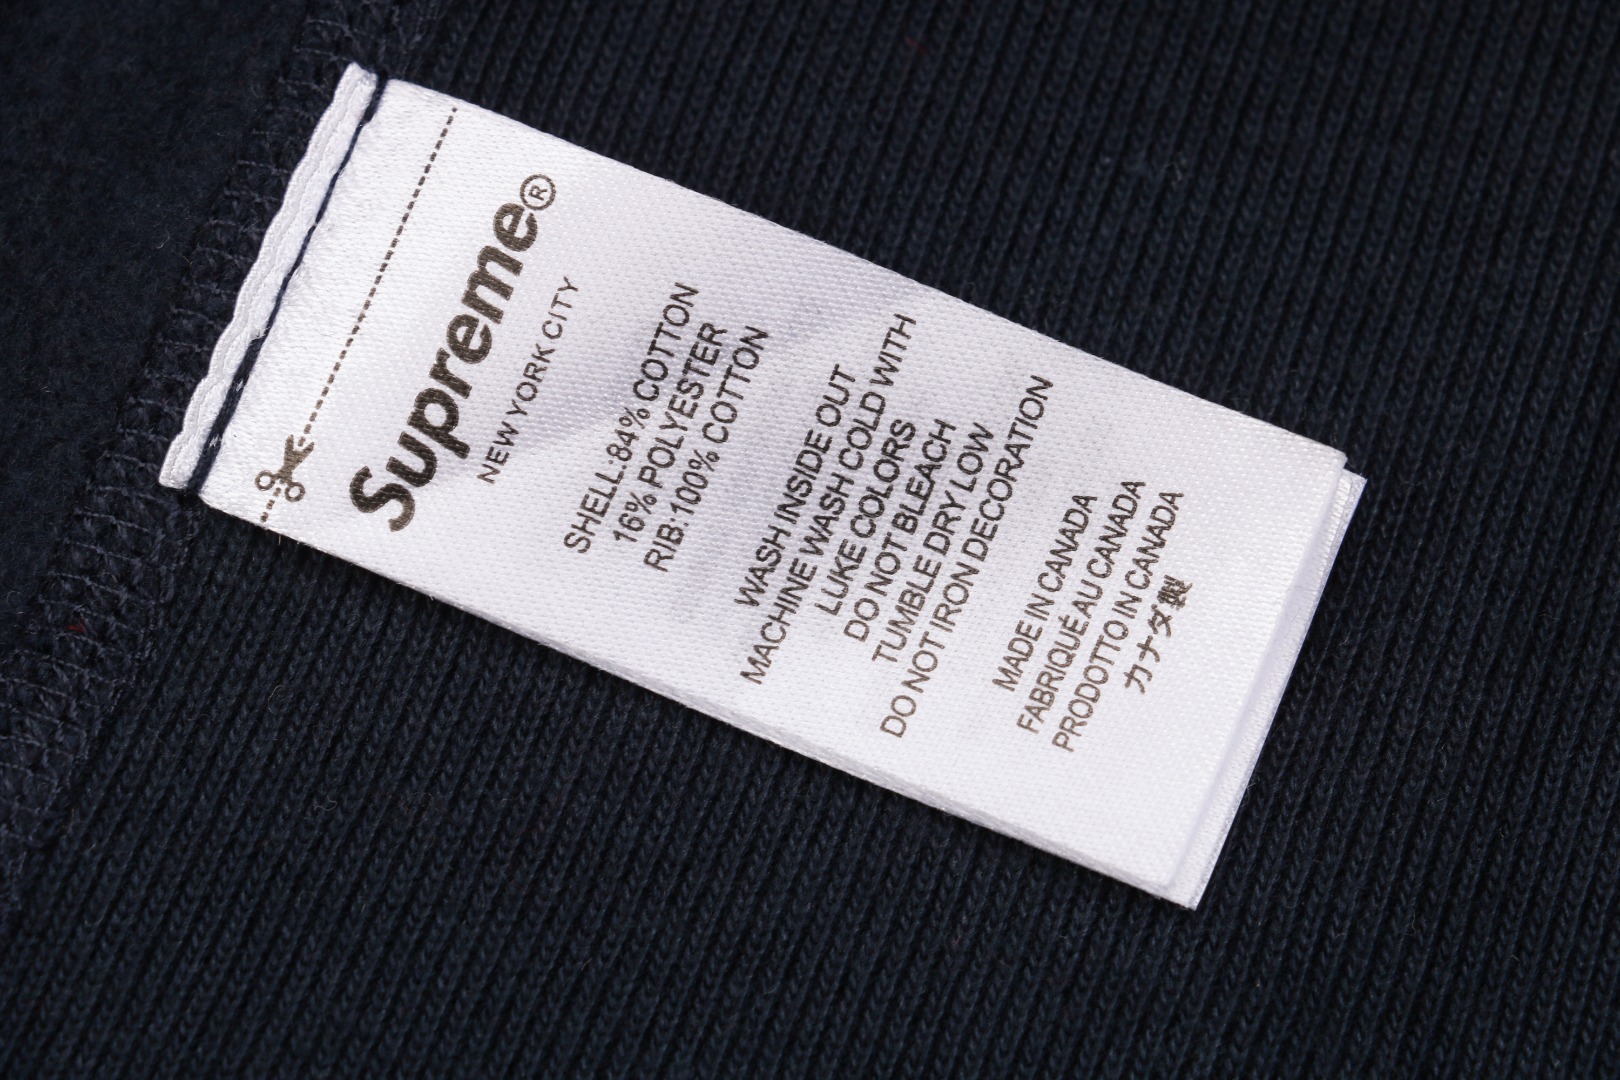 Supreme®
NEW YORK CITY
SHELL:84% COTTON
16% POLYESTER
RIB:100% COTTON
WASH INSIDE OUT
MACHINE WASH COLD WITH
LUKE COLORS
DO NOT BLEACH
TUMBLE DRY LOW
DO NOT IRON DECORATION
MADE IN CANADA
FABRIQUÉ AU CANADA
PRODOTTO IN CANADA
カナダ製